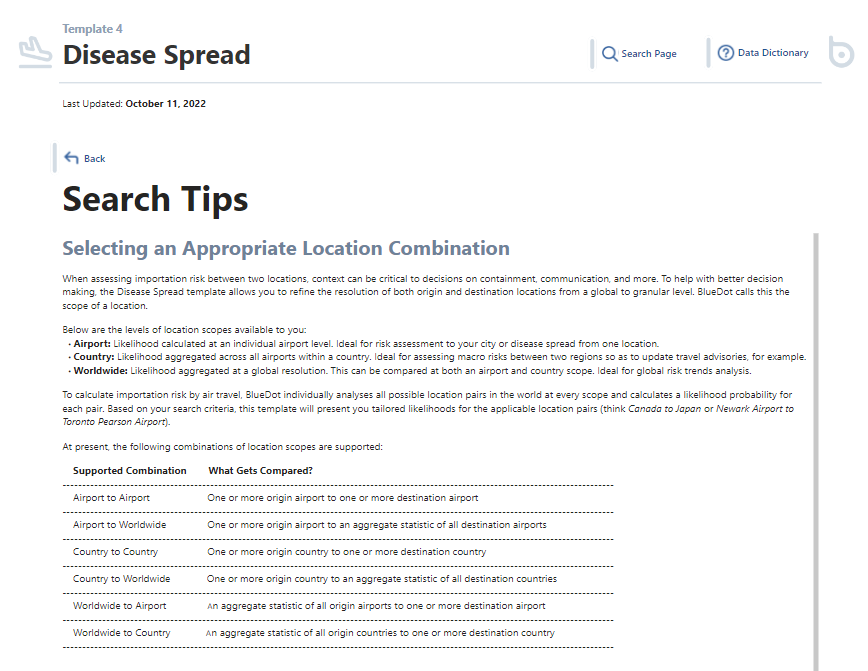 Template 4
Disease Spread
Search Page
Data Dictionary
b
Last Updated: October 11, 2022
Back
Search Tips
Selecting an Appropriate Location Combination
When assessing importation risk between two locations, context can be critical to decisions on containment, communication, and more. To help with better decision
making, the Disease Spread template allows you to refine the resolution of both origin and destination locations from a global to granular level. BlueDot calls this the
scope of a location.
Below are the levels of location scopes available to you:
· Airport: Likelihood calculated at an individual airport level. Ideal for risk assessment to your city or disease spread from one location.
· Country: Likelihood aggregated across all airports within a country. Ideal for assessing macro risks between two regions so as to update travel advisories, for example.
· Worldwide: Likelihood aggregated at a global resolution. This can be compared at both an airport and country scope. Ideal for global risk trends analysis.
To calculate importation risk by air travel, BlueDot individually analyses all possible location pairs in the world at every scope and calculates a likelihood probability for
each pair. Based on your search criteria, this template will present you tailored likelihoods for the applicable location pairs (think Canada to Japan or Newark Airport to
Toronto Pearson Airport).
At present, the following combinations of location scopes are supported:
Supported Combination What Gets Compared?
Airport to Airport One or more origin airport to one or more destination airport
Airport to Worldwide One or more origin airport to an aggregate statistic of all destination airports
Country to Country One or more origin country to one or more destination country
Country to Worldwide One or more origin country to an aggregate statistic of all destination countries
Worldwide to Airport An aggregate statistic of all origin airports to one or more destination airport
Worldwide to Country An aggregate statistic of all origin countries to one or more destination country